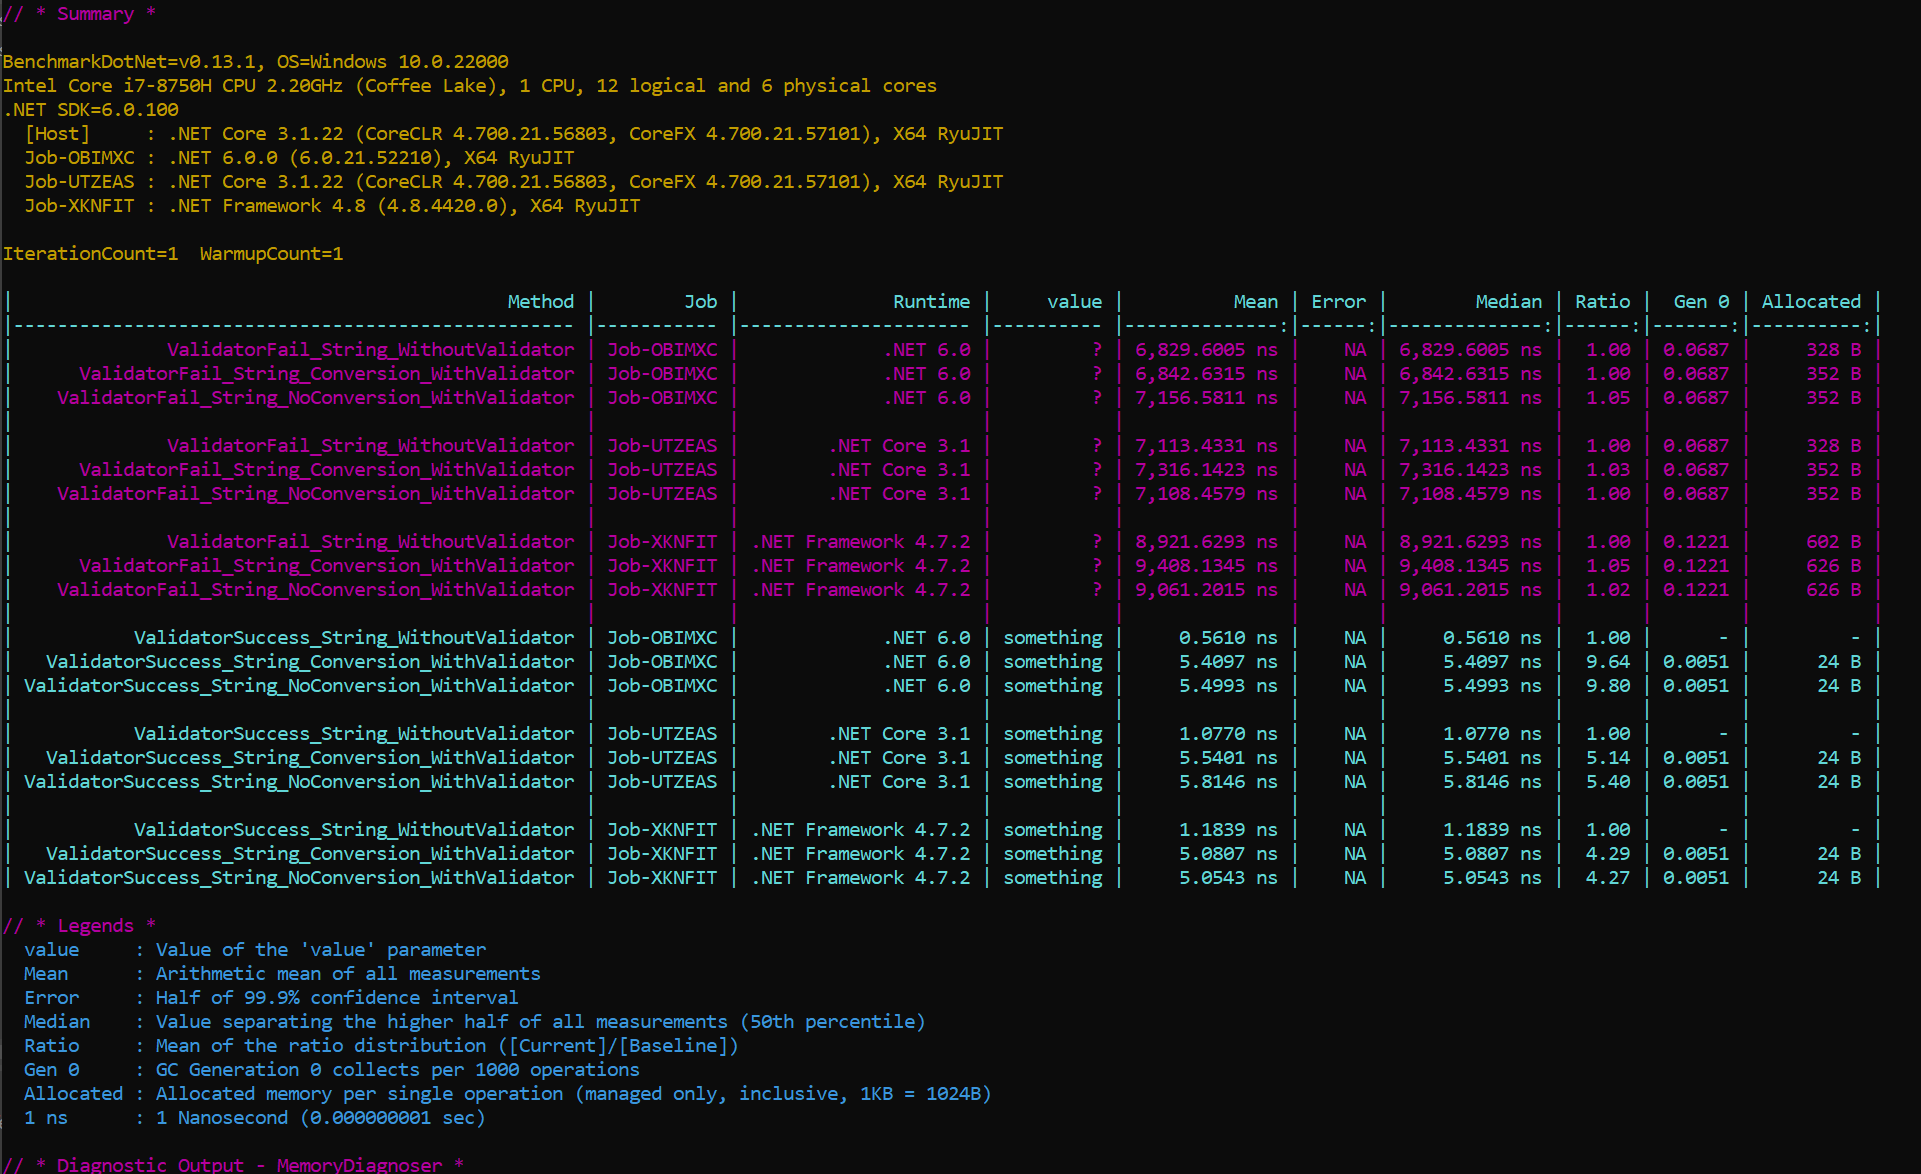 // * Summary *
BenchmarkDotNet=v0.13.1, OS=Windows 10.0.22000
Intel Core i7-8750H CPU 2.20GHz (Coffee Lake), 1 CPU, 12 logical and 6 physical cores
.NET SDK=6.0.100
  [Host]     : .NET Core 3.1.22 (CoreCLR 4.700.21.56803, CoreFX 4.700.21.57101), X64 RyuJIT
  Job-OBIMXC : .NET 6.0.0 (6.0.21.52210), X64 RyuJIT
  Job-UTZEAS : .NET Core 3.1.22 (CoreCLR 4.700.21.56803, CoreFX 4.700.21.57101), X64 RyuJIT
  Job-XKNFIT : .NET Framework 4.8 (4.8.4420.0), X64 RyuJIT
IterationCount=1  WarmupCount=1
| Method | Job | Runtime | value | Mean | Error | Median | Ratio | Gen 0 | Allocated |
|--------------------------------------------------- |----------- |--------------------- |---------- |--------------:|------:|--------------:|------:|-------:|----------:|
| ValidatorFail_String_WithoutValidator | Job-OBIMXC | .NET 6.0 | ? | 6,829.6005 ns | NA | 6,829.6005 ns | 1.00 | 0.0687 | 328 B |
| ValidatorFail_String_Conversion_WithValidator | Job-OBIMXC | .NET 6.0 | ? | 6,842.6315 ns | NA | 6,842.6315 ns | 1.00 | 0.0687 | 352 B |
| ValidatorFail_String_NoConversion_WithValidator | Job-OBIMXC | .NET 6.0 | ? | 7,156.5811 ns | NA | 7,156.5811 ns | 1.05 | 0.0687 | 352 B |
| | | | | | | | | | |
| ValidatorFail_String_WithoutValidator | Job-UTZEAS | .NET Core 3.1 | ? | 7,113.4331 ns | NA | 7,113.4331 ns | 1.00 | 0.0687 | 328 B |
| ValidatorFail_String_Conversion_WithValidator | Job-UTZEAS | .NET Core 3.1 | ? | 7,316.1423 ns | NA | 7,316.1423 ns | 1.03 | 0.0687 | 352 B |
| ValidatorFail_String_NoConversion_WithValidator | Job-UTZEAS | .NET Core 3.1 | ? | 7,108.4579 ns | NA | 7,108.4579 ns | 1.00 | 0.0687 | 352 B |
| | | | | | | | | | |
| ValidatorFail_String_WithoutValidator | Job-XKNFIT | .NET Framework 4.7.2 | ? | 8,921.6293 ns | NA | 8,921.6293 ns | 1.00 | 0.1221 | 602 B |
| ValidatorFail_String_Conversion_WithValidator | Job-XKNFIT | .NET Framework 4.7.2 | ? | 9,408.1345 ns | NA | 9,408.1345 ns | 1.05 | 0.1221 | 626 B |
| ValidatorFail_String_NoConversion_WithValidator | Job-XKNFIT | .NET Framework 4.7.2 | ? | 9,061.2015 ns | NA | 9,061.2015 ns | 1.02 | 0.1221 | 626 B |
| | | | | | | | | | |
| ValidatorSuccess_String_WithoutValidator | Job-OBIMXC | .NET 6.0 | something | 0.5610 ns | NA | 0.5610 ns | 1.00 | - | - |
| ValidatorSuccess_String_Conversion_WithValidator | Job-OBIMXC | .NET 6.0 | something | 5.4097 ns | NA | 5.4097 ns | 9.64 | 0.0051 | 24 B |
| ValidatorSuccess_String_NoConversion_WithValidator | Job-OBIMXC | .NET 6.0 | something | 5.4993 ns | NA | 5.4993 ns | 9.80 | 0.0051 | 24 B |
| | | | | | | | | | |
| ValidatorSuccess_String_WithoutValidator | Job-UTZEAS | .NET Core 3.1 | something | 1.0770 ns | NA | 1.0770 ns | 1.00 | - | - |
| ValidatorSuccess_String_Conversion_WithValidator | Job-UTZEAS | .NET Core 3.1 | something | 5.5401 ns | NA | 5.5401 ns | 5.14 | 0.0051 | 24 B |
| ValidatorSuccess_String_NoConversion_WithValidator | Job-UTZEAS | .NET Core 3.1 | something | 5.8146 ns | NA | 5.8146 ns | 5.40 | 0.0051 | 24 B |
| | | | | | | | | | |
| ValidatorSuccess_String_WithoutValidator | Job-XKNFIT | .NET Framework 4.7.2 | something | 1.1839 ns | NA | 1.1839 ns | 1.00 | - | - |
| ValidatorSuccess_String_Conversion_WithValidator | Job-XKNFIT | .NET Framework 4.7.2 | something | 5.0807 ns | NA | 5.0807 ns | 4.29 | 0.0051 | 24 B |
| ValidatorSuccess_String_NoConversion_WithValidator | Job-XKNFIT | .NET Framework 4.7.2 | something | 5.0543 ns | NA | 5.0543 ns | 4.27 | 0.0051 | 24 B |
// * Legends *
  value     : Value of the 'value' parameter
  Mean      : Arithmetic mean of all measurements
  Error     : Half of 99.9% confidence interval
  Median    : Value separating the higher half of all measurements (50th percentile)
  Ratio     : Mean of the ratio distribution ([Current]/[Baseline])
  Gen 0     : GC Generation 0 collects per 1000 operations
  Allocated : Allocated memory per single operation (managed only, inclusive, 1KB = 1024B)
  1 ns      : 1 Nanosecond (0.000000001 sec)
// * Diagnostic Output - MemoryDiagnoser *